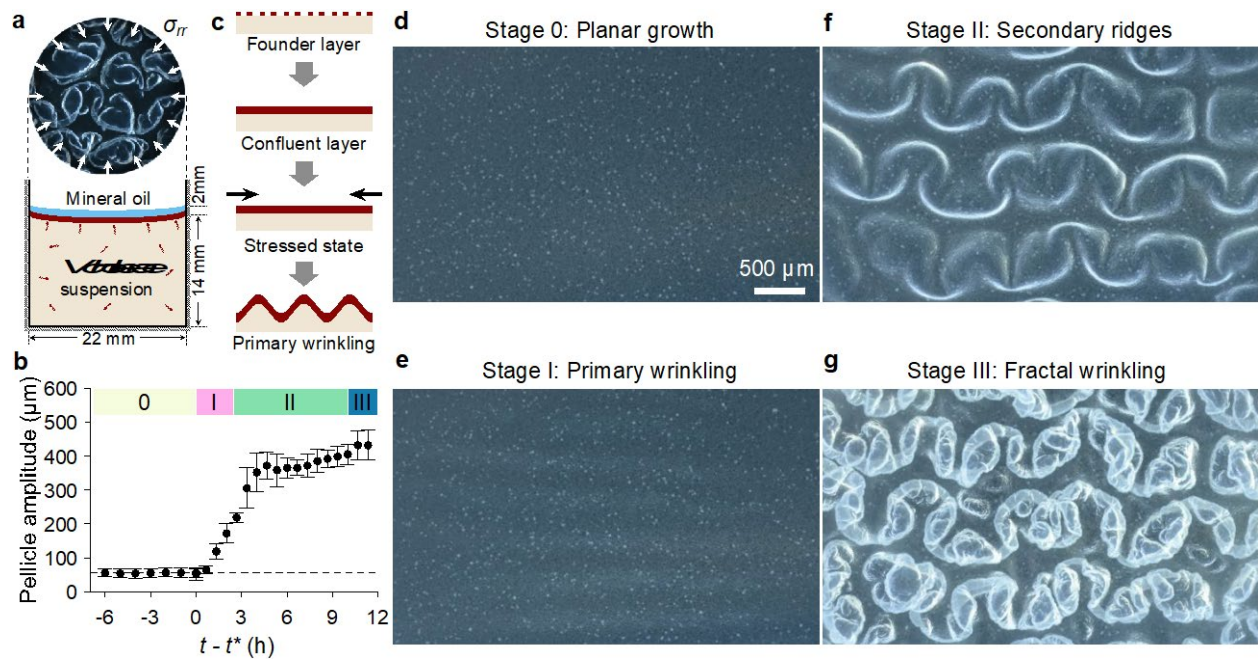 a
σrr
Mineral oil
2mm
suspension
14 mm
22 mm
c
Founder layer
Confluent layer
Stressed state
Primary wrinkling
b
Pellicle amplitude (μm)
600
500
400
300
200
100
0
0
I
II
III
-6
-3
0
3
6
9
12
t - t* (h)
d
Stage 0: Planar growth
500 μm
e
Stage I: Primary wrinkling
f
Stage II: Secondary ridges
g
Stage III: Fractal wrinkling